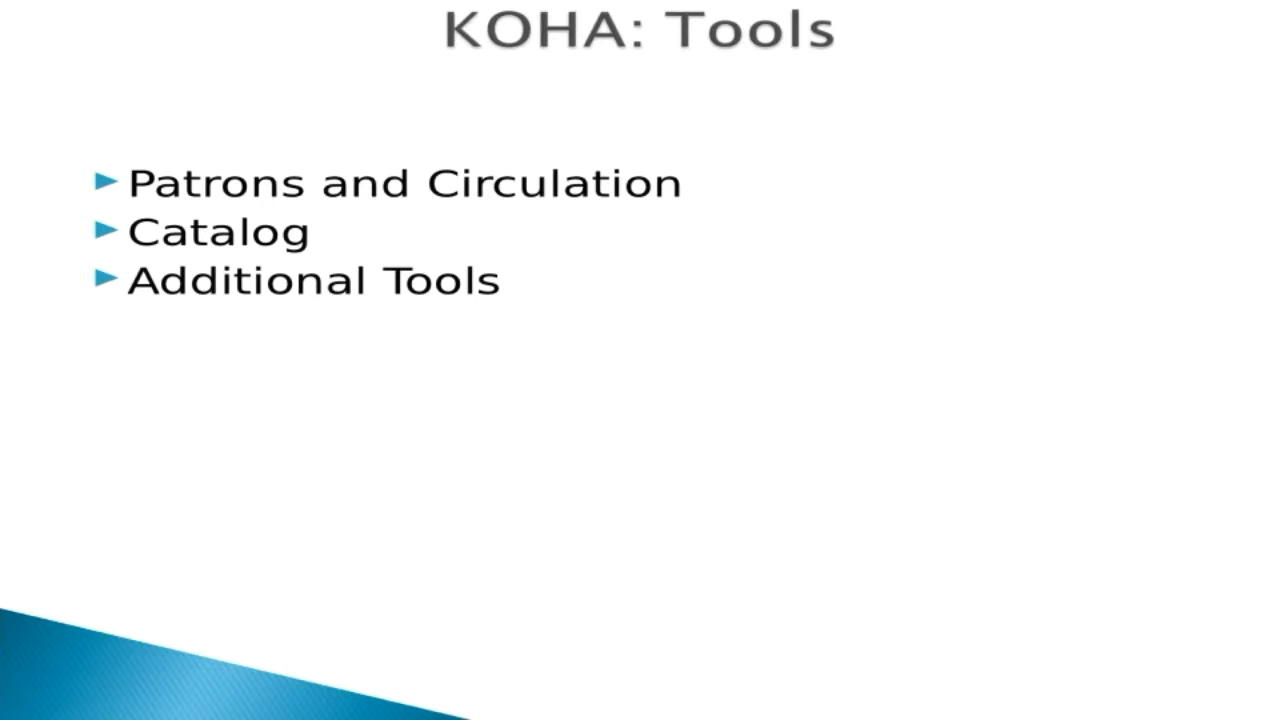 KOHA: Tools
Patrons and Circulation
Catalog
Additional Tools